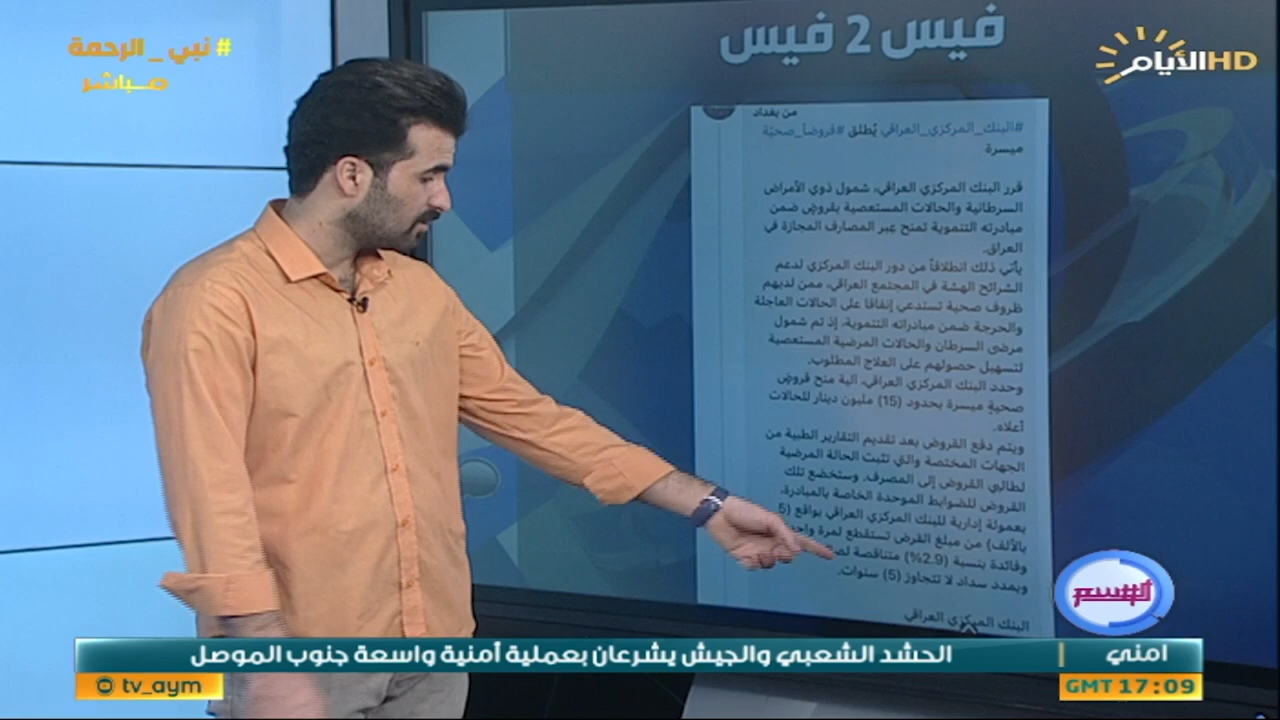 #نبي_الرحمة
مباشر
فيس 2 فيس
الأيام HD
من بغداد
#البنك_المركزي_العراقي يُطلق #قروضاً_صحيّة
ميسرة
قرر البنك المركزي العراقي، شمول ذوي الأمراض
السرطانية والحالات المستعصية بقروض ضمن
مبادرته التنموية تمنح عبر المصارف المجازة في
العراق.
يأتي ذلك انطلاقاً من دور البنك المركزي لدعم
الشرائح الهشة في المجتمع العراقي، ممن لديهم
ظروف صحية تستدعي إنفاقا على الحالات العاجلة
والحرجة ضمن مبادراته التنموية، إذ تم شمول
مرضى السرطان والحالات المرضية المستعصية
لتسهيل حصولهم على العلاج المطلوب.
وحدد البنك المركزي العراقي، آلية منح قروضٍ
صحيةٍ ميسرة بحدود (15) مليون دينار للحالات
أعلاه.
ويتم دفع القروض بعد تقديم التقارير الطبية من
الجهات المختصة والتي تثبت الحالة المرضية
لطالبي القروض إلى المصرف. وستخضع تلك
القروض للضوابط الموحدة الخاصة بالمبادرة،
بعمولة إدارية للبنك المركزي العراقي بواقع (5
بالألف) من مبلغ القرض تستقطع لمرة
وفائدة بنسبة (2.9%) متناقصة
وبمدد سداد لا تتجاوز (5) سنوات.
البنك المركزي العراقي
الحشد الشعبي والجيش يشرعان بعملية أمنية واسعة جنوب الموصل
امني
tv_aym
GMT 17:09